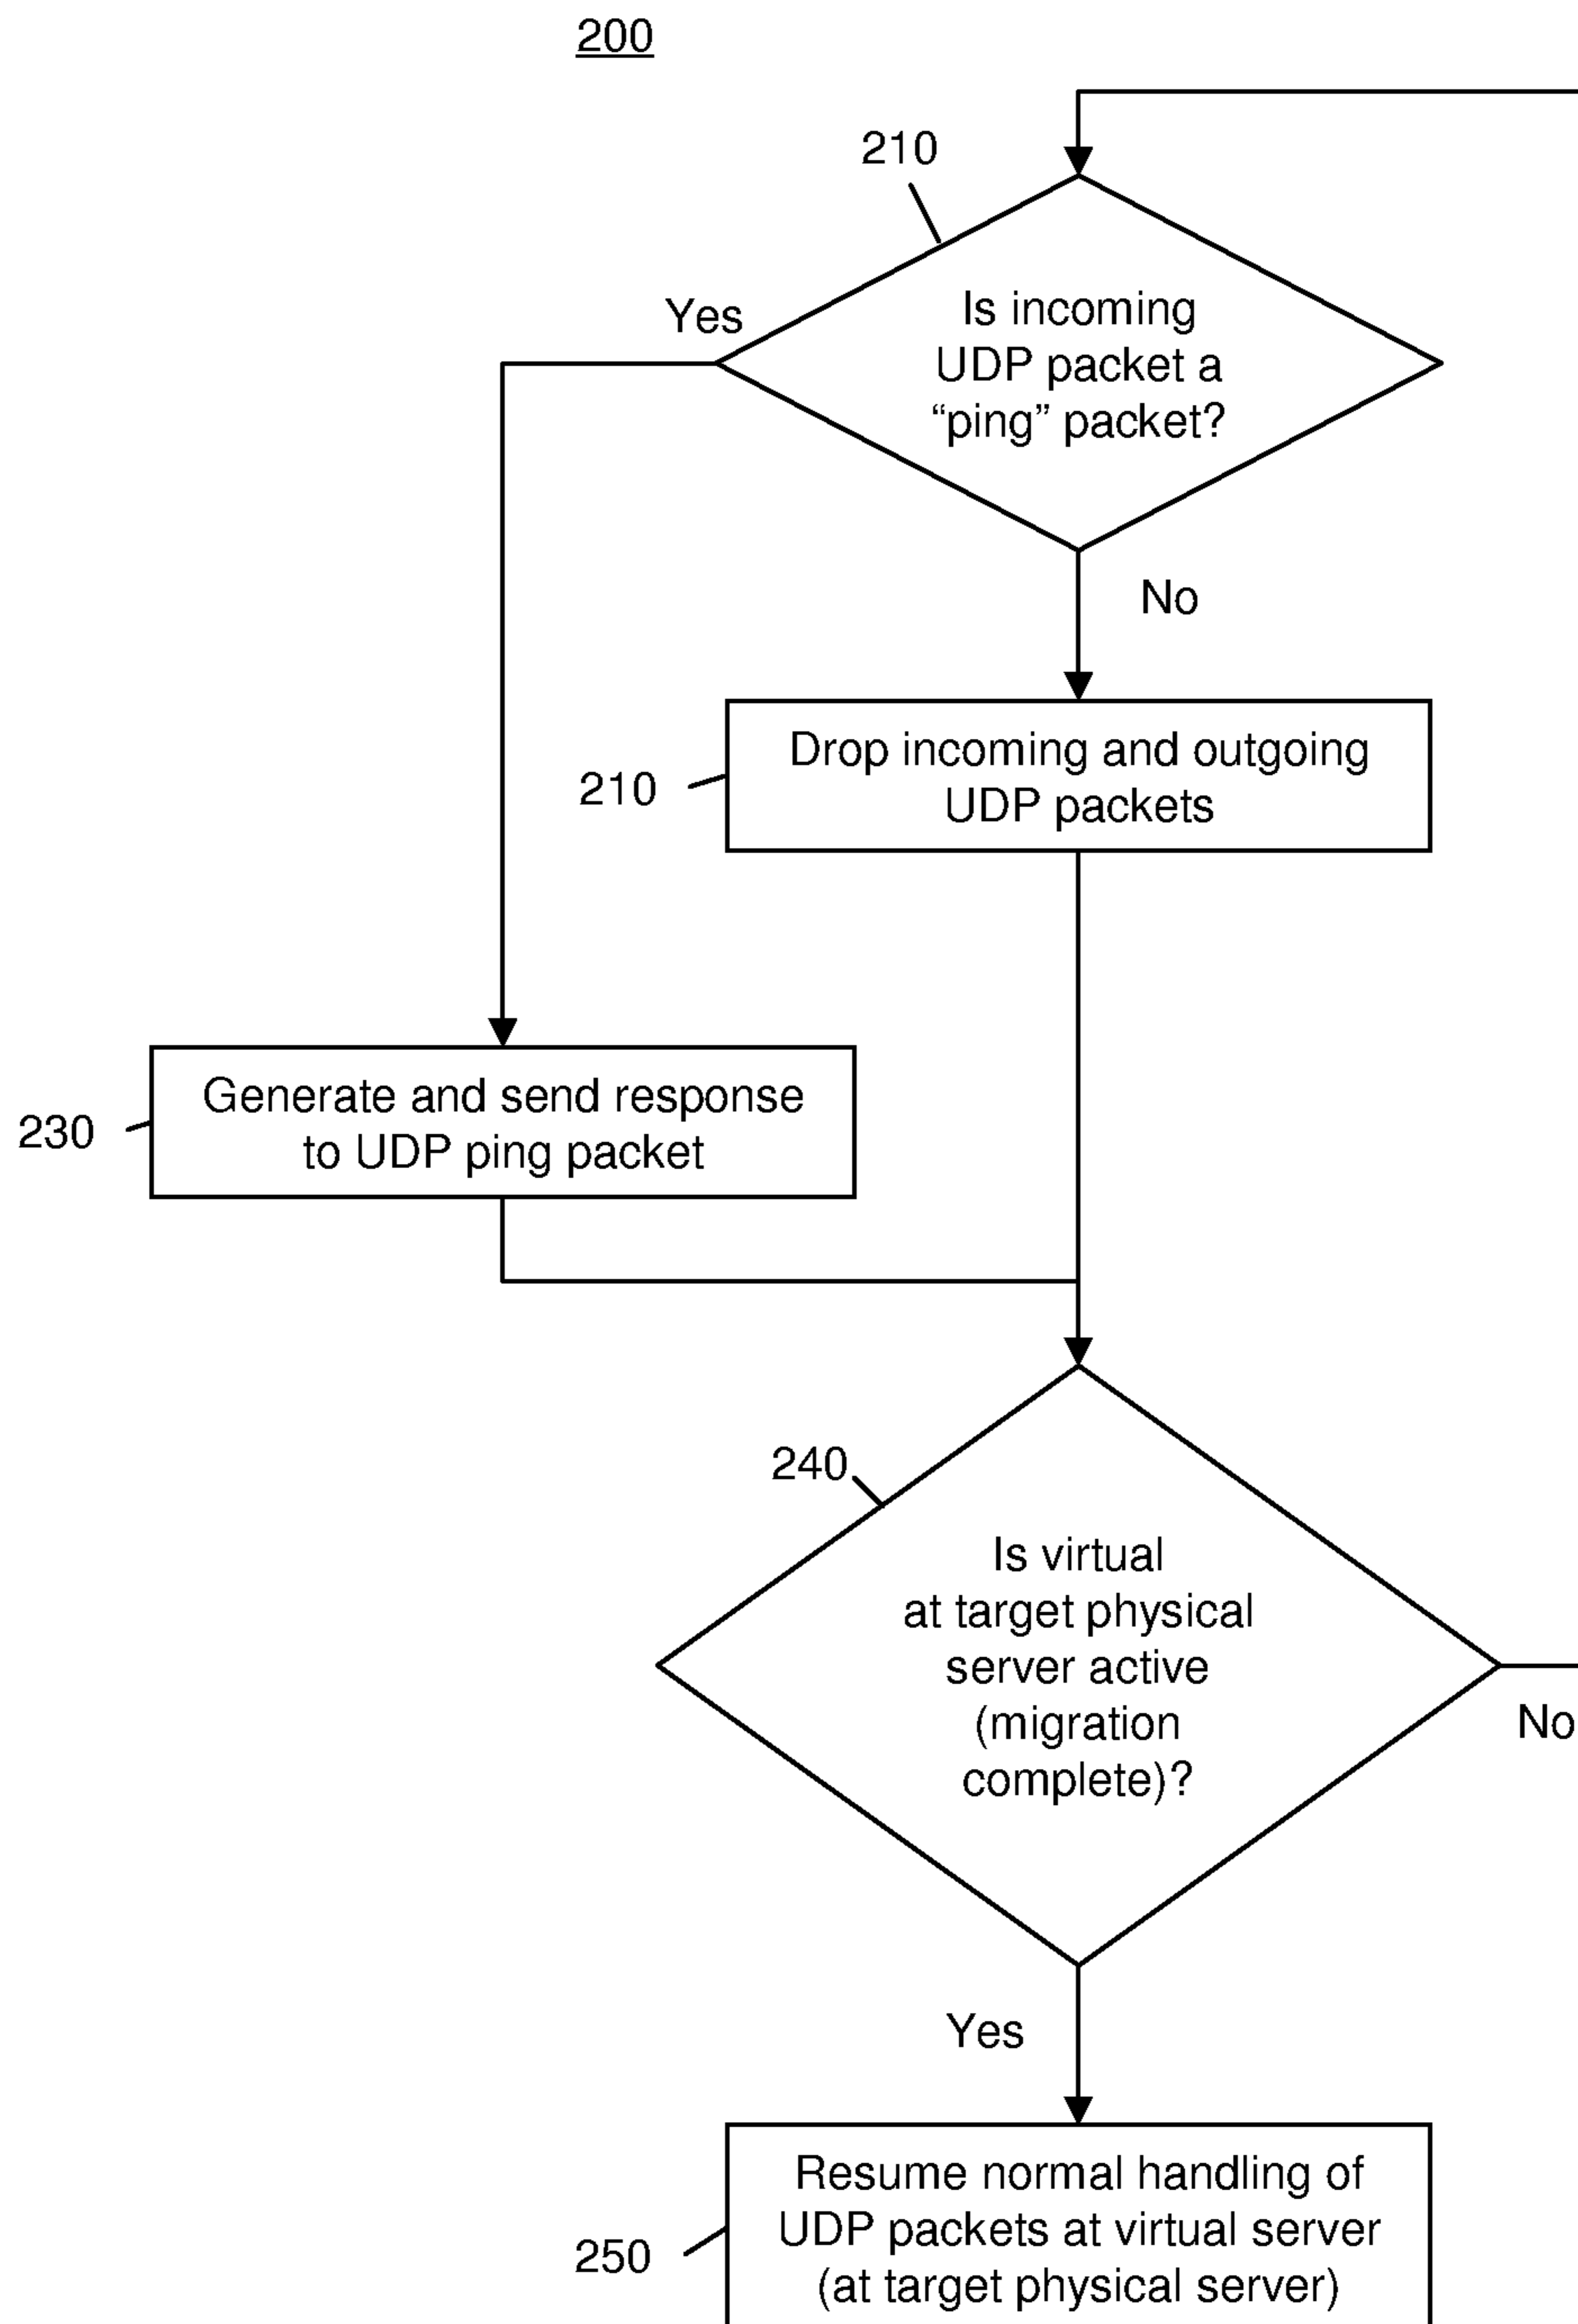 200
210
Yes
Is incoming
UDP packet a
“ping” packet?
No
210
Drop incoming and outgoing
UDP packets
230
Generate and send response
to UDP ping packet
240
Is virtual
at target physical
server active
(migration
complete)?
No
Yes
250
Resume normal handling of
UDP packets at virtual server
(at target physical server)